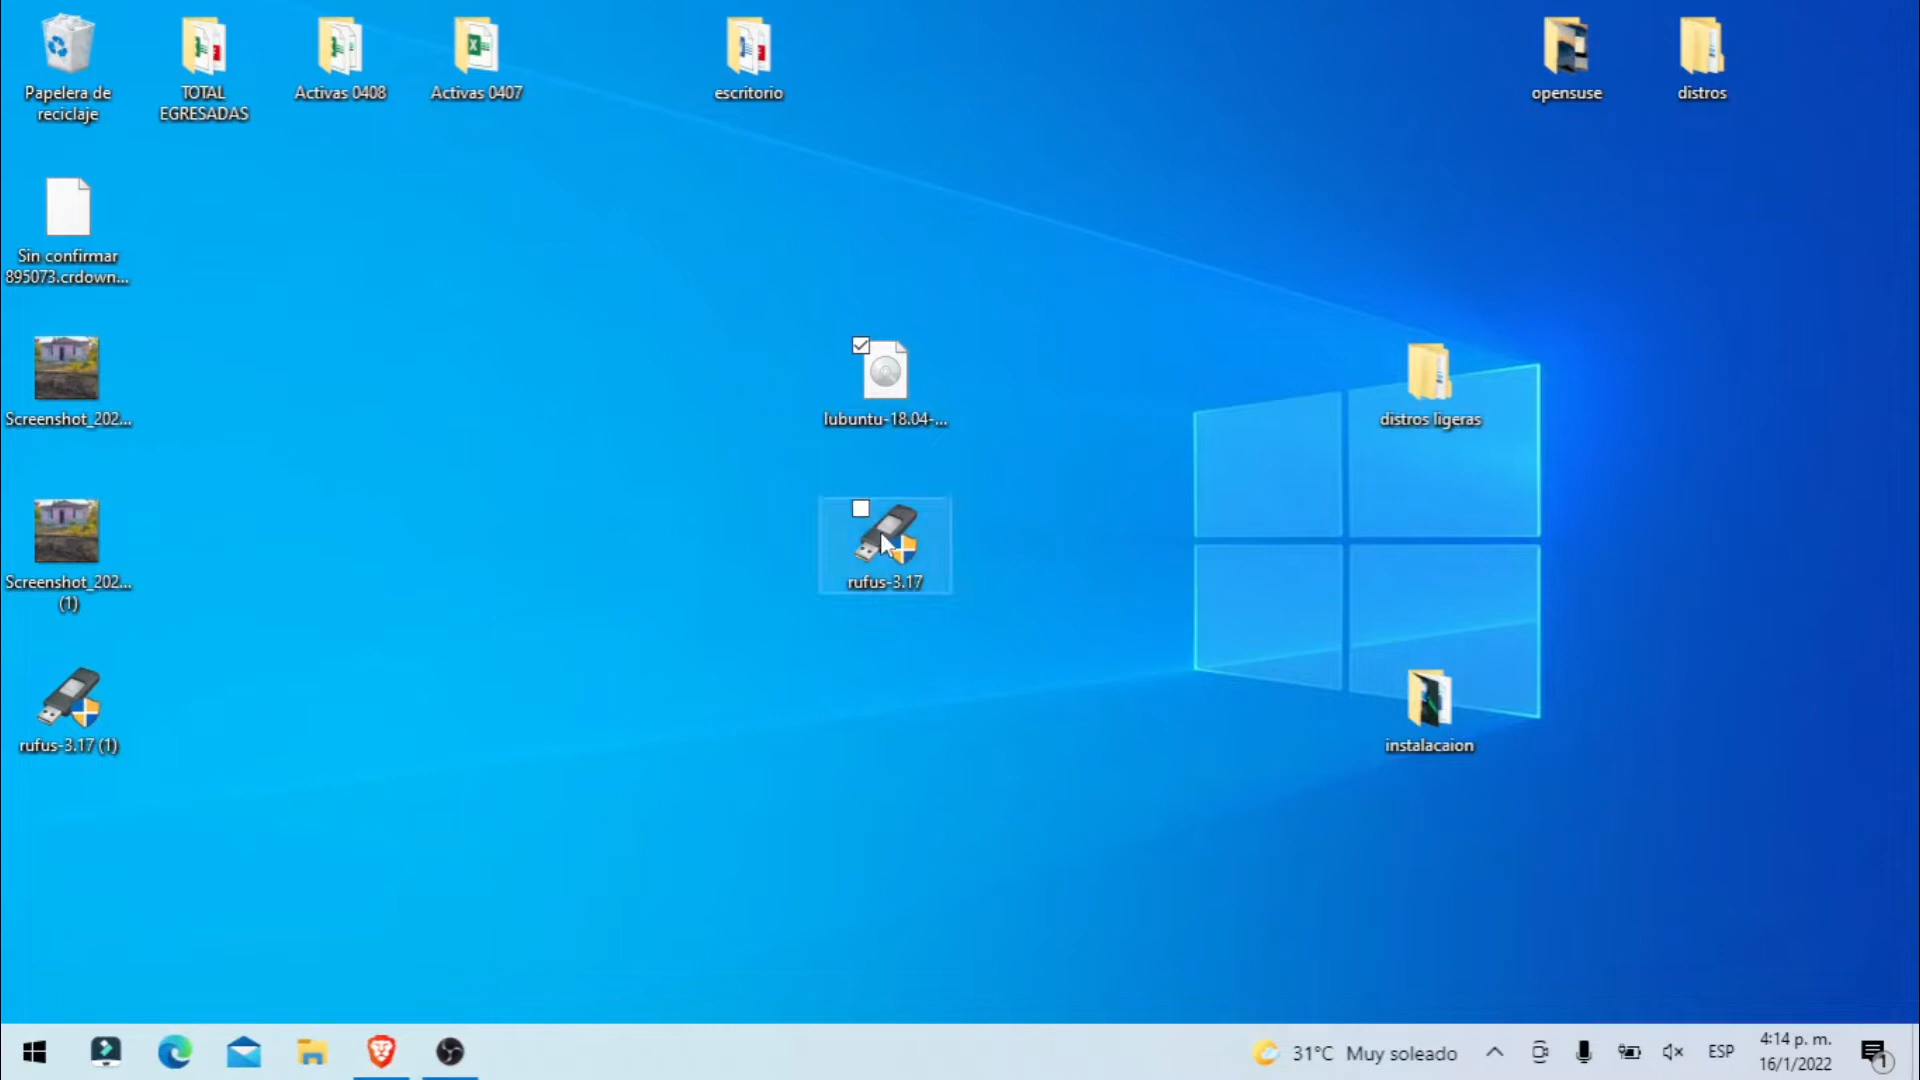 Papelera de
reciclaje
TOTAL
EGRESADAS
Activas 0408
Activas 0407
escritorio
opensuse
distros
Sin confirmar
895073.crdown...
Screenshot_202...
lubuntu-18.04-...
distros ligeras
Screenshot_202...
(1)
rufus-3.17
rufus-3.17 (1)
instalacaion
31°C Muy soleado
ESP
4:14 p. m.
16/1/2022
1